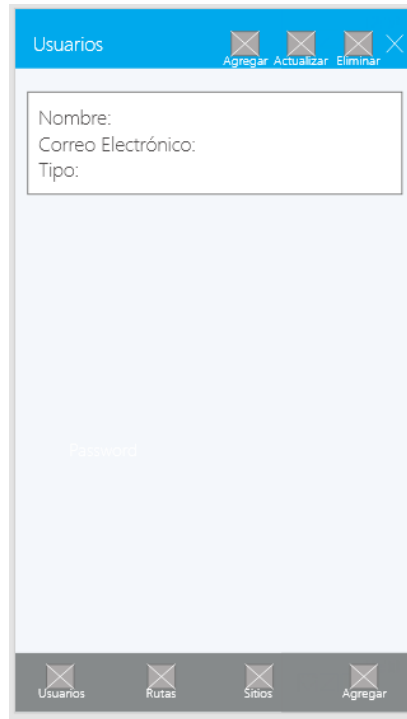 Usuarios
Agregar Actualizar Eliminar
Nombre:
Correo Electrónico:
Tipo:
Password
Usuarios Rutas Sitios Agregar